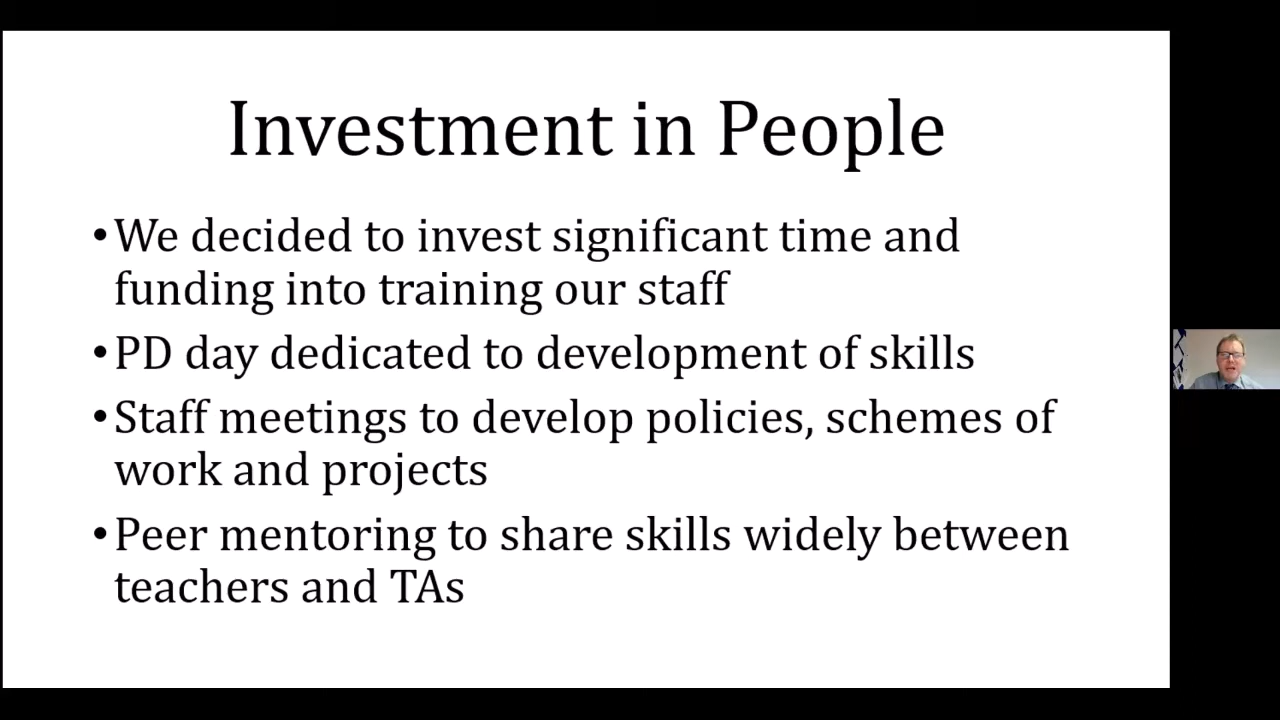 Investment in People
•We decided to invest significant time and
funding into training our staff
•PD day dedicated to development of skills
•Staff meetings to develop policies, schemes of
work and projects
•Peer mentoring to share skills widely between
teachers and TAs